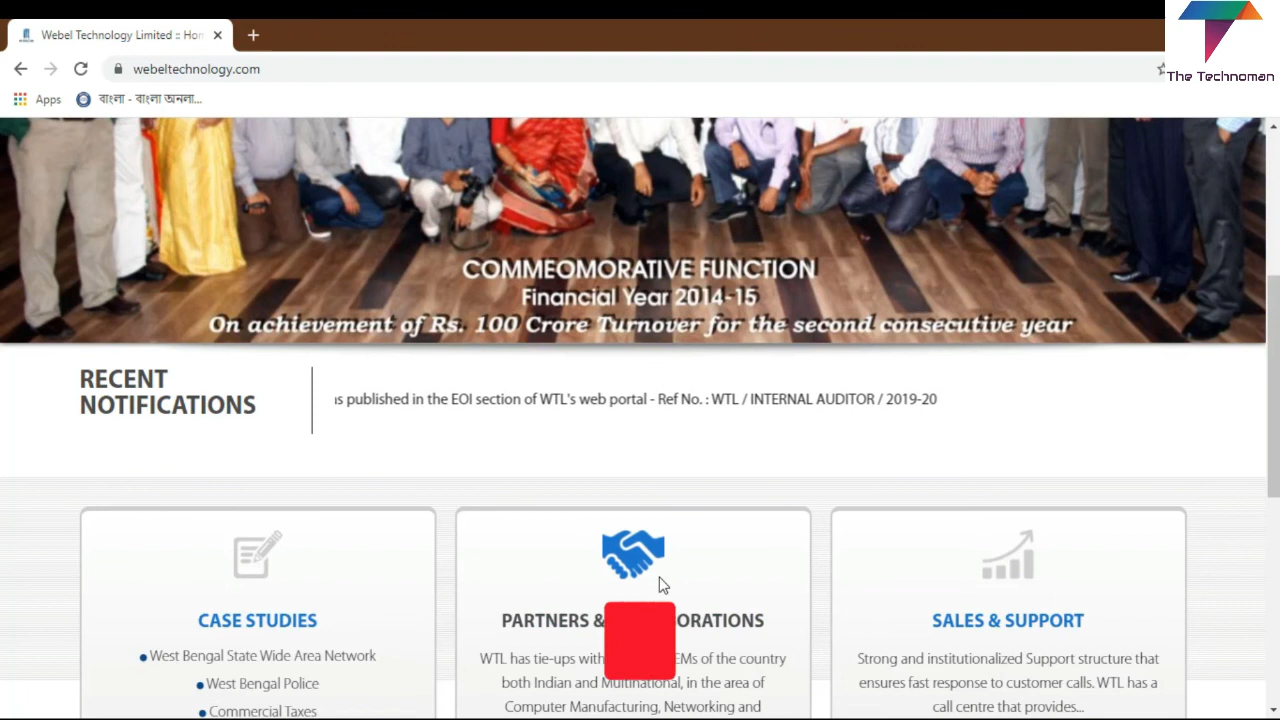 Webel Technology Limited :: Hon
The Technoman
webeltechnology.com
Apps
বাংলা - বাংলা অনলা...
COMMEOMORATIVE FUNCTION
Financial Year 2014-15
On achievement of Rs. 100 Crore Turnover for the second consecutive year
RECENT
NOTIFICATIONS
as published in the EOI section of WTL's web portal - Ref No. : WTL / INTERNAL AUDITOR / 2019-20
CASE STUDIES
West Bengal State Wide Area Network
West Bengal Police
Commercial Taxes
PARTNERS & ORATIONS
WTL has tie-ups with EMs of the country
both Indian and Multinational, in the area of
Computer Manufacturing, Networking and
SALES & SUPPORT
Strong and institutionalized Support structure that
ensures fast response to customer calls. WTL has a
call centre that provides...